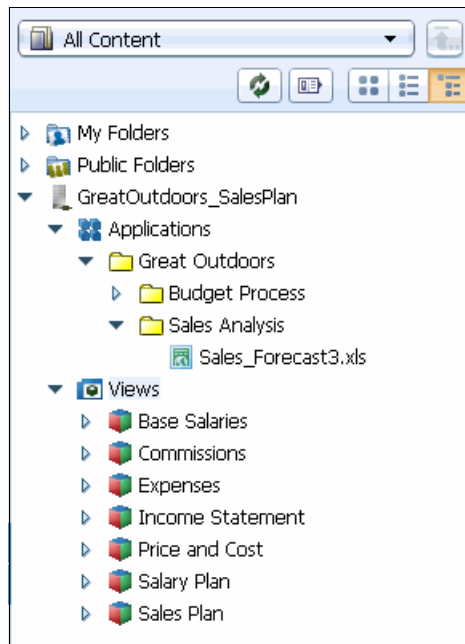 All Content
My Folders
Public Folders
GreatOutdoors_SalesPlan
Applications
Great Outdoors
Budget Process
Sales Analysis
Sales_Forecast3.xls
Views
Base Salaries
Commissions
Expenses
Income Statement
Price and Cost
Salary Plan
Sales Plan